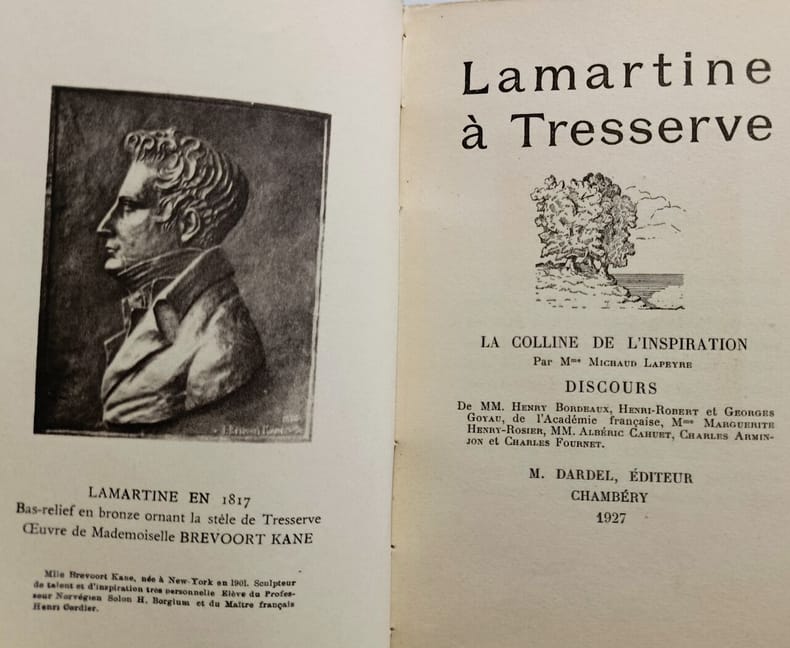 LAMARTINE EN 1817
Bas-relief en bronze ornant la stèle de Tresserve
Œuvre de Mademoiselle BREVOORT KANE
Mlle Brevoort Kane, née à New-York en 1901. Sculpteur
de talent et d'inspiration très personnelle Elève du Profes-
seur Norvégien Solon H. Borglum et du Maître français
Henri Gardier.
Lamartine
à Tresserve
LA COLLINE DE L'INSPIRATION
Par Mme Michaud Lapeyre
DISCOURS
De MM. Henry Bordeaux, Henri-Robert et Georges
Goyau, de l'Académie française, Mme Marguerite
Henry-Rosier, MM. Albéric Cahuet, Charles Armin-
jon et Charles Fournet.
M. DARDEL, ÉDITEUR
CHAMBÉRY
1927